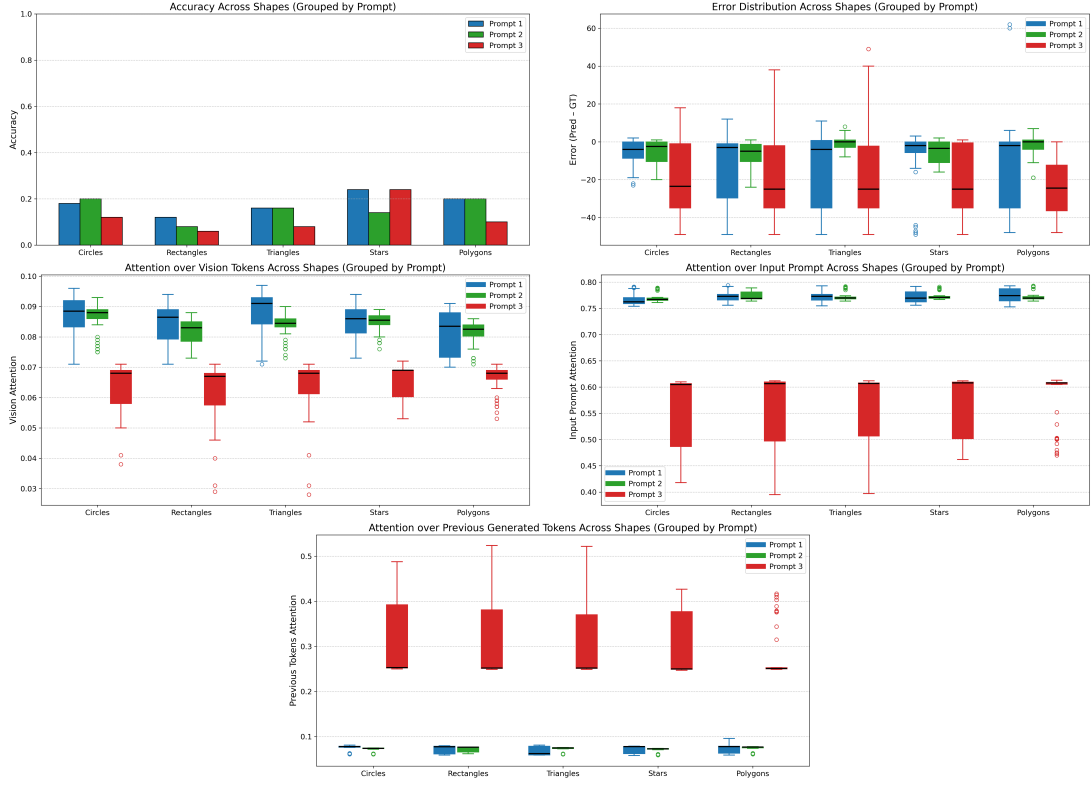 Accuracy Across Shapes (Grouped by Prompt)
Accuracy
1.0
0.8
0.6
0.4
0.2
0.0
Prompt 1
Prompt 2
Prompt 3
Circles Rectangles Triangles Stars Polygons
Error Distribution Across Shapes (Grouped by Prompt)
Error (Pred – GT)
60
40
20
0
−20
−40
Prompt 1
Prompt 2
Prompt 3
Circles Rectangles Triangles Stars Polygons
Attention over Vision Tokens Across Shapes (Grouped by Prompt)
Vision Attention
0.10
0.09
0.08
0.07
0.06
0.05
0.04
0.03
Prompt 1
Prompt 2
Prompt 3
Circles Rectangles Triangles Stars Polygons
Attention over Input Prompt Across Shapes (Grouped by Prompt)
Input Prompt Attention
0.80
0.75
0.70
0.65
0.60
0.55
0.50
0.45
0.40
Prompt 1
Prompt 2
Prompt 3
Circles Rectangles Triangles Stars Polygons
Attention over Previous Generated Tokens Across Shapes (Grouped by Prompt)
Previous Tokens Attention
0.5
0.4
0.3
0.2
0.1
Prompt 1
Prompt 2
Prompt 3
Circles Rectangles Triangles Stars Polygons